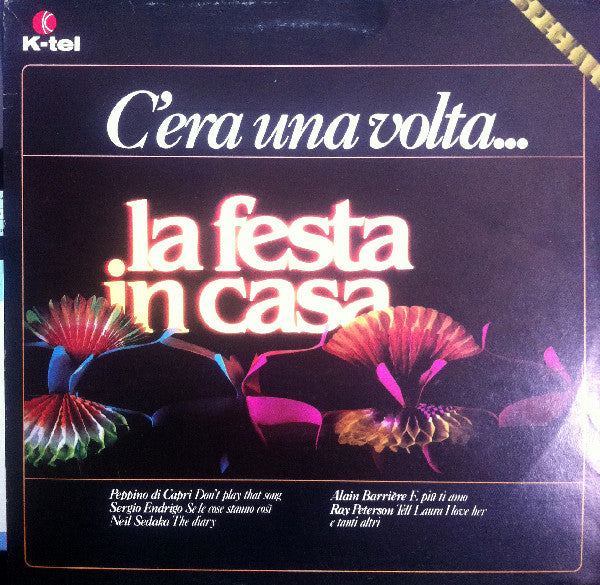 K-tel
SPECIAL
C'era una volta...
la festa
in casa
Peppino di Capri Don't play that song
Sergio Endrigo Se le cose stanno così
Neil Sedaka The diary
Alain Barrière E più ti amo
Ray Peterson Tell Laura I love her
e tanti altri